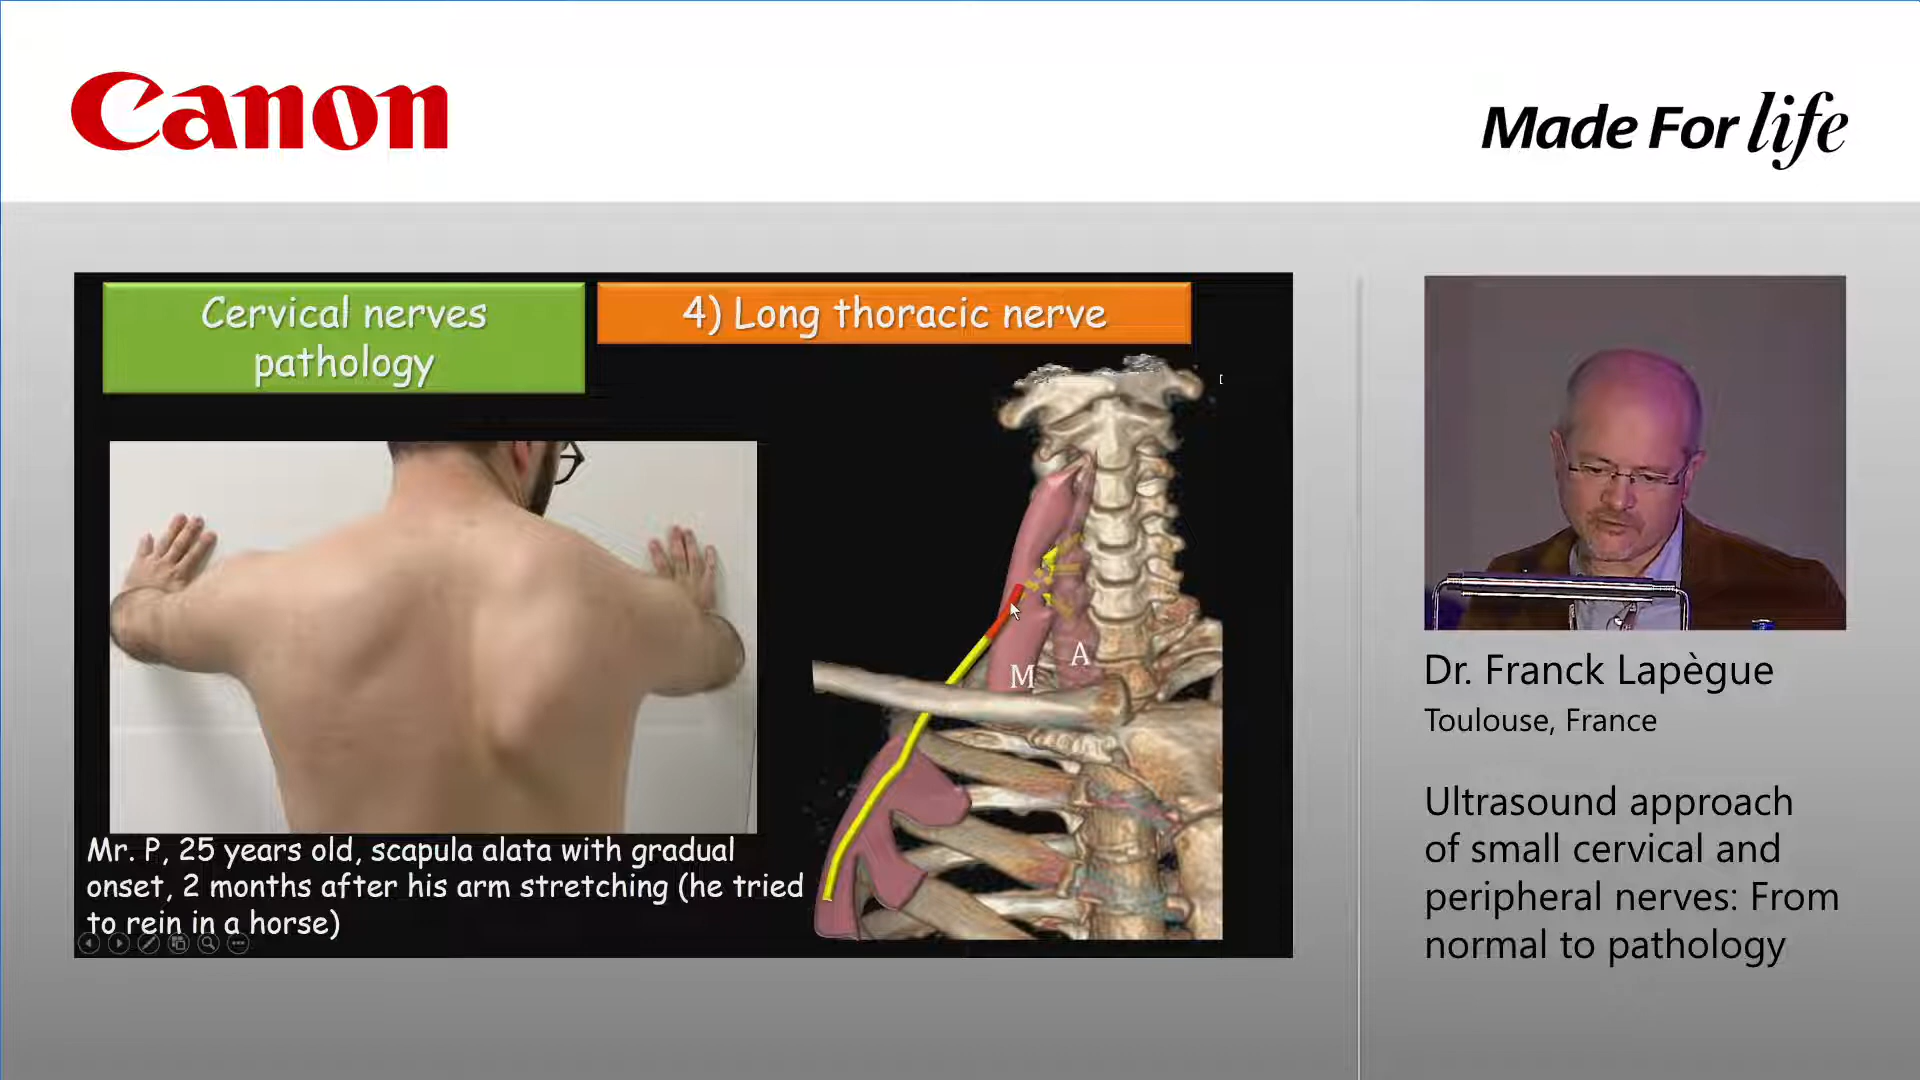 Canon
Made For life
Cervical nerves
pathology
4) Long thoracic nerve
M
A
Mr. P, 25 years old, scapula alata with gradual
onset, 2 months after his arm stretching (he tried
to rein in a horse)
Dr. Franck Lapègue
Toulouse, France
Ultrasound approach
of small cervical and
peripheral nerves: From
normal to pathology